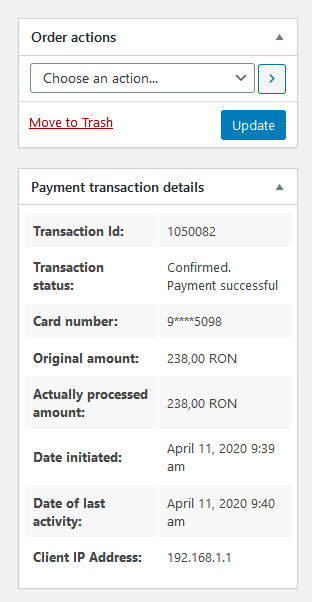 Order actions
Choose an action...
Move to Trash
Update
Payment transaction details
Transaction Id: 1050082
Transaction
status:
Confirmed.
Payment successful
Card number: 9****5098
Original amount: 238,00 RON
Actually processed
amount:
238,00 RON
Date initiated:
April 11, 2020 9:39
am
Date of last
activity:
April 11, 2020 9:40
am
Client IP Address: 192.168.1.1